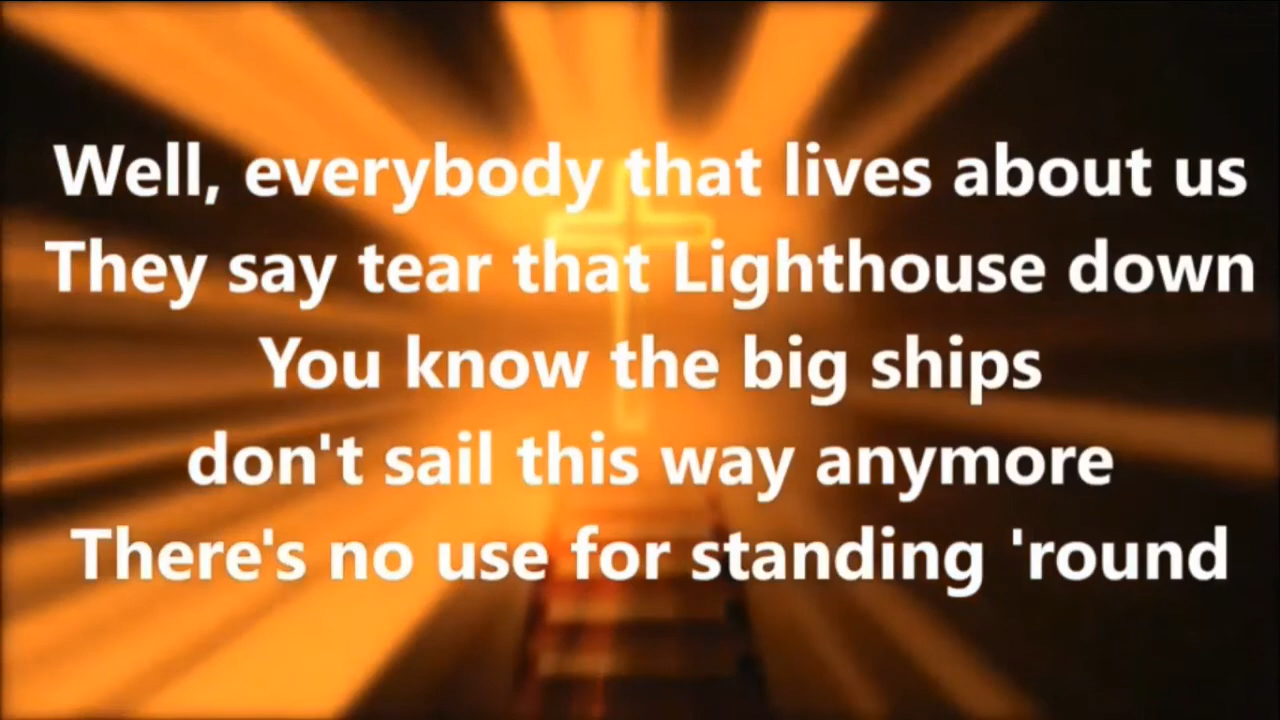 Well, everybody that lives about us
They say tear that Lighthouse down
You know the big ships
don't sail this way anymore
There's no use for standing 'round